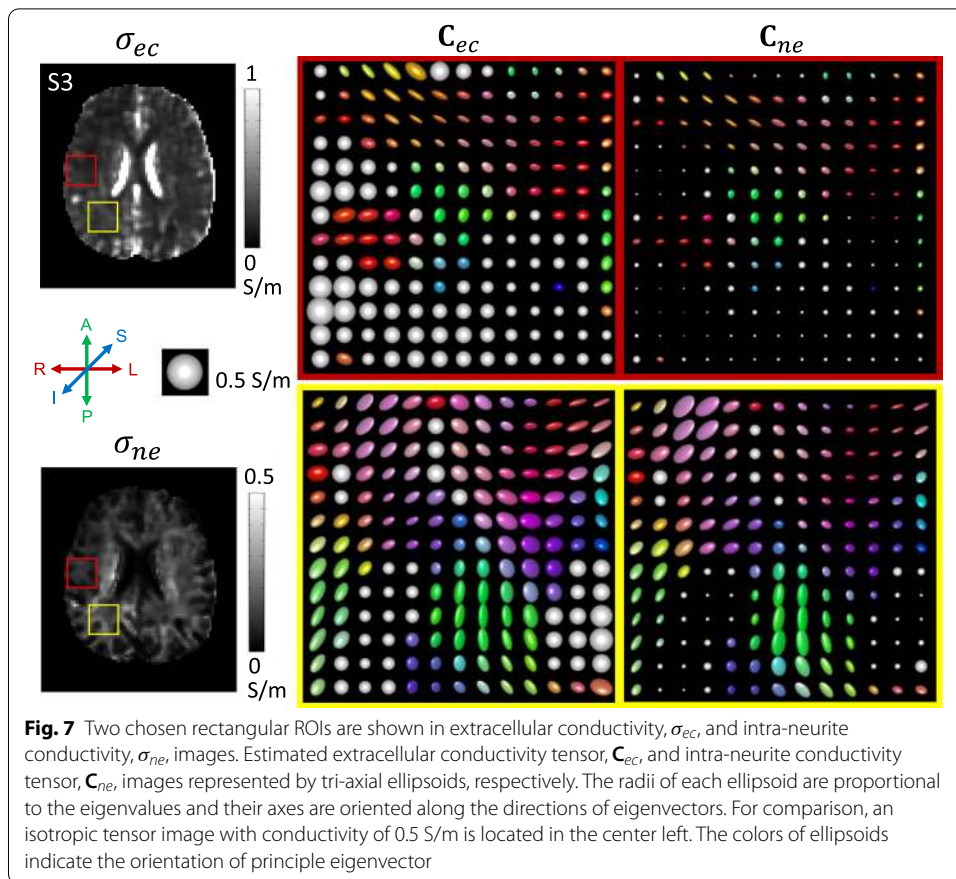 σec
Cec
Cne
S3
1
0
S/m
A
S
R
L
I
P
0.5 S/m
σne
0.5
0
S/m
Fig. 7 Two chosen rectangular ROIs are shown in extracellular conductivity, σec, and intra-neurite
conductivity, σne, images. Estimated extracellular conductivity tensor, Cec, and intra-neurite conductivity
tensor, Cne, images represented by tri-axial ellipsoids, respectively. The radii of each ellipsoid are proportional
to the eigenvalues and their axes are oriented along the directions of eigenvectors. For comparison, an
isotropic tensor image with conductivity of 0.5 S/m is located in the center left. The colors of ellipsoids
indicate the orientation of principle eigenvector